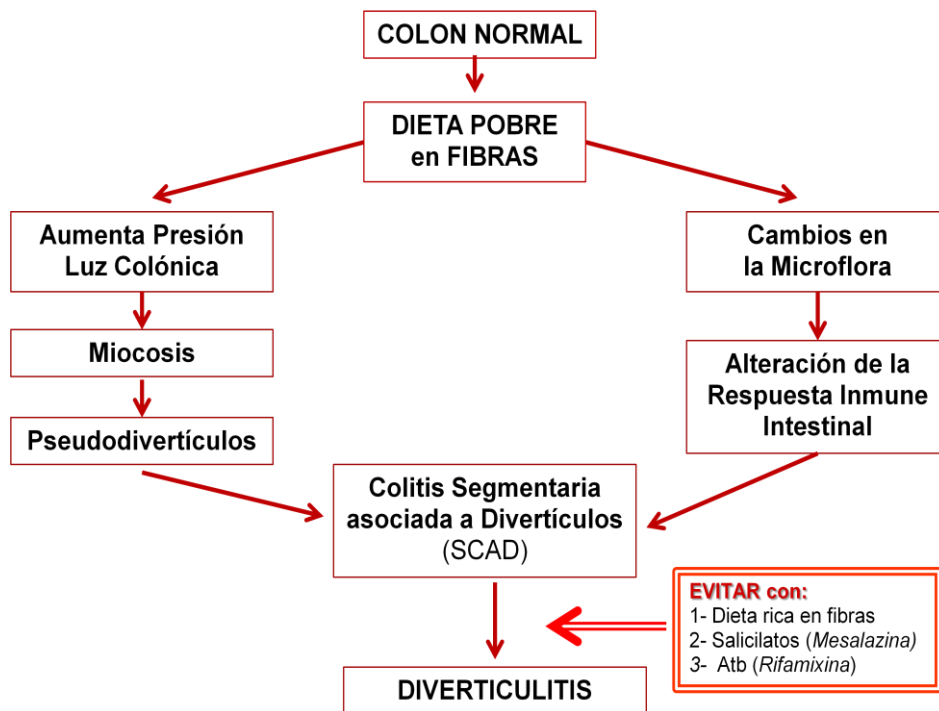 COLON NORMAL
DIETA POBRE
en FIBRAS
Aumenta Presión
Luz Colónica
Cambios en
la Microflora
Miocosis
Alteración de la
Respuesta Inmune
Intestinal
Pseudodivertículos
Colitis Segmentaria
asociada a Divertículos
(SCAD)
EVITAR con:
1- Dieta rica en fibras
2- Salicilatos (Mesalazina)
3- Atb (Rifamixina)
DIVERTICULITIS